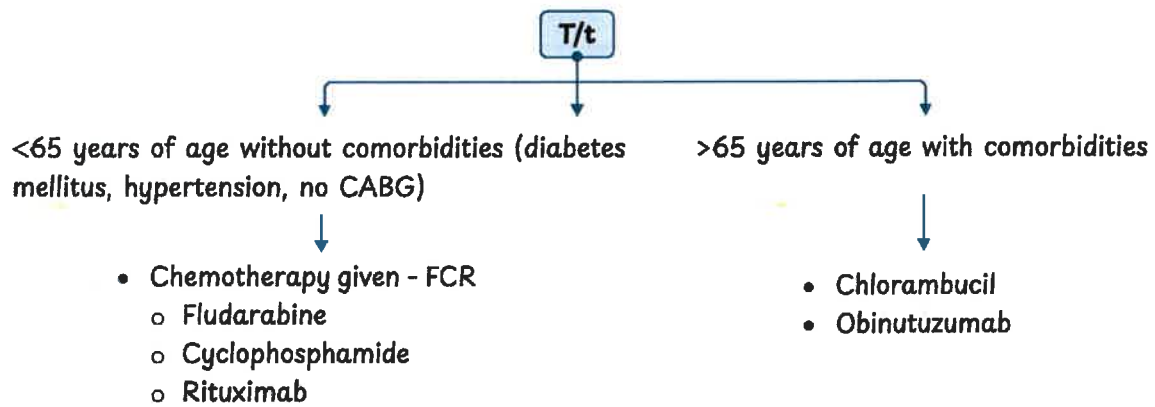 T/t
<65 years of age without comorbidities (diabetes
mellitus, hypertension, no CABG)
>65 years of age with comorbidities
• Chemotherapy given - FCR
o Fludarabine
o Cyclophosphamide
o Rituximab
• Chlorambucil
• Obinutuzumab